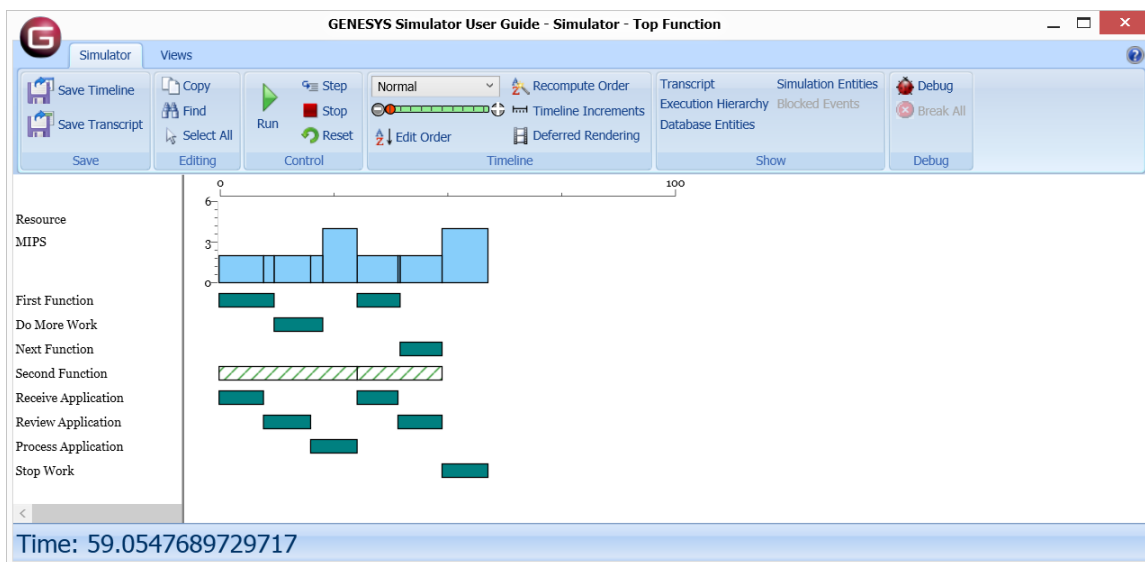 GENESYS Simulator User Guide - Simulator - Top Function
G
Simulator Views
Save Timeline
Save Transcript
Save
Copy
Find
Select All
Editing
Run
Step
Stop
Reset
Control
Normal
Edit Order
Recompute Order
Timeline Increments
Deferred Rendering
Timeline
Transcript Simulation Entities
Execution Hierarchy Blocked Events
Database Entities
Show
Debug
Break All
Debug
0 100
6
3
0
Resource
MIPS
First Function
Do More Work
Next Function
Second Function
Receive Application
Review Application
Process Application
Stop Work
Time: 59.0547689729717